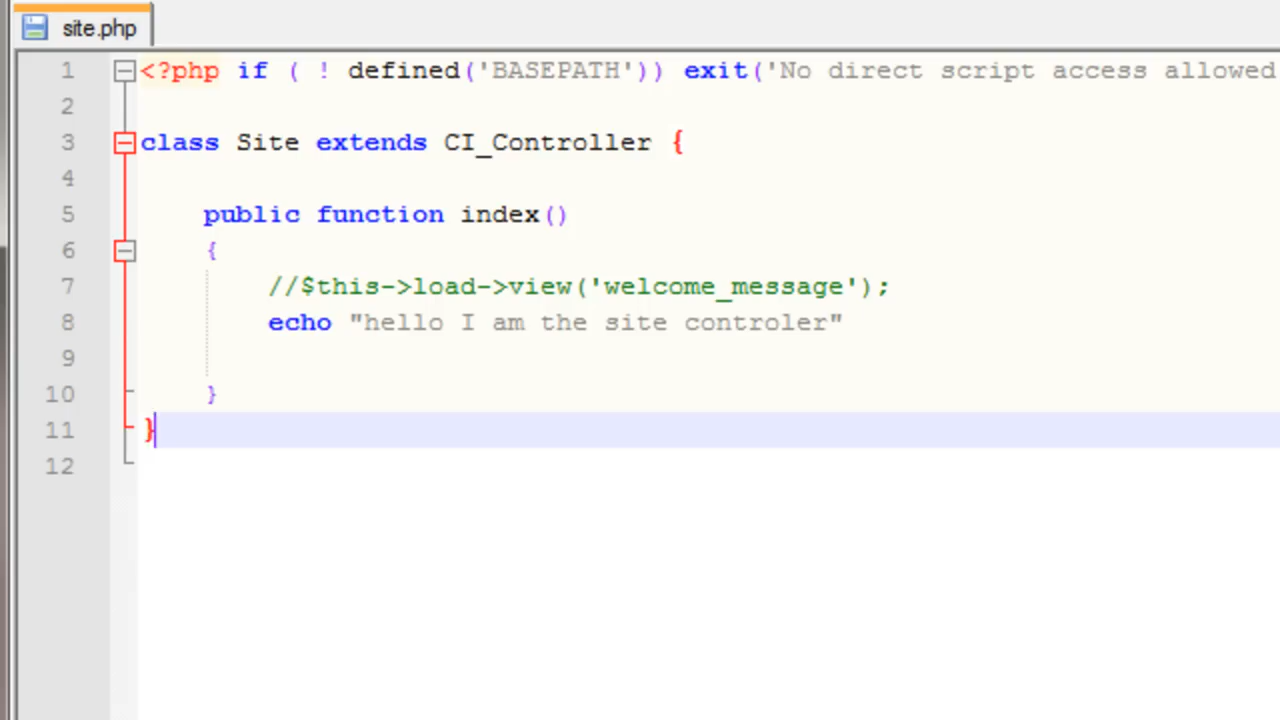 site.php
1 <?php if ( ! defined('BASEPATH')) exit('No direct script access allowed
2
3 class Site extends CI_Controller {
4
5 public function index()
6 {
7 //$this->load->view('welcome_message');
8 echo "hello I am the site controler"
9
10 }
11 }
12